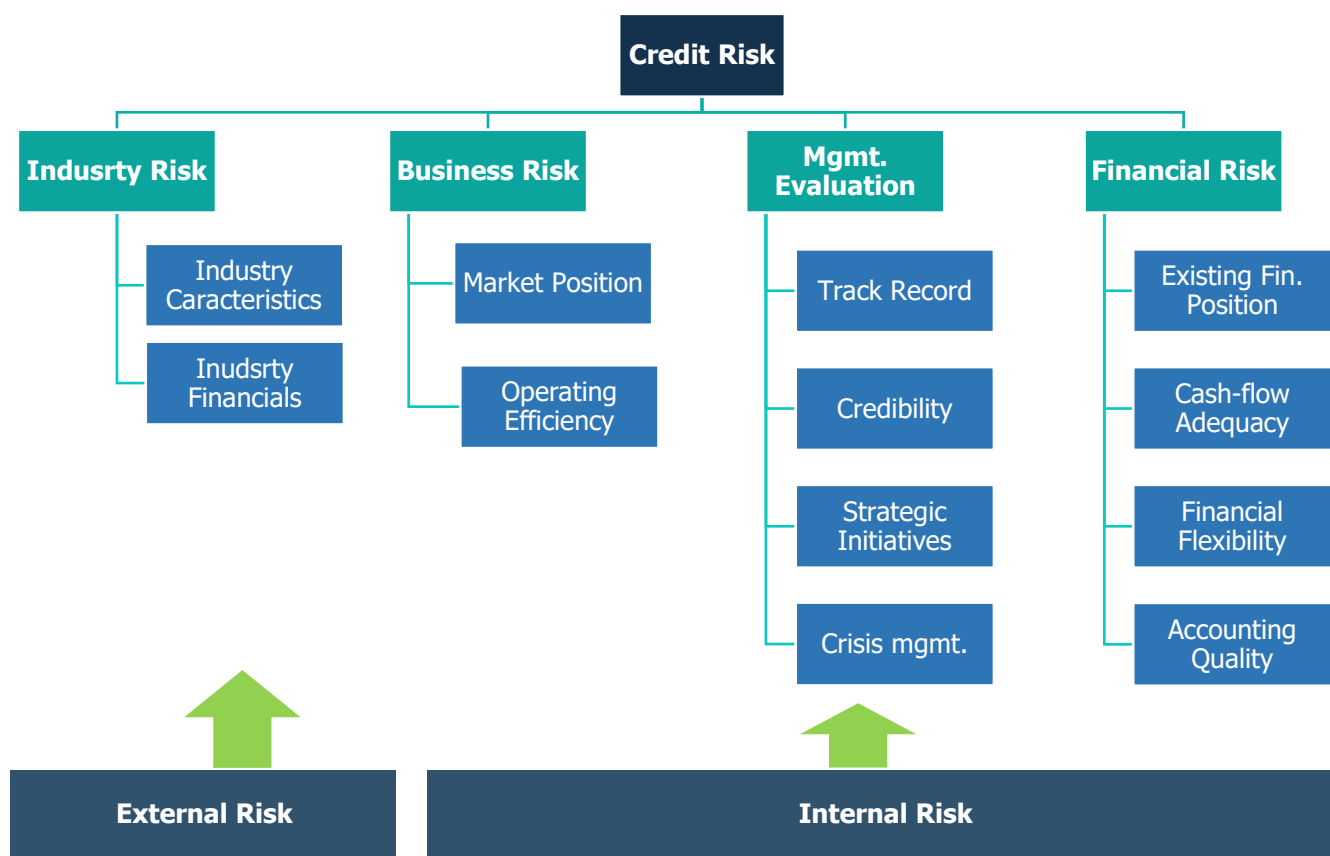 Credit Risk
Indusrty Risk
Business Risk
Mgmt.
Evaluation
Financial Risk
Industry
Caracteristics
Inudsrty
Financials
Market Position
Operating
Efficiency
Track Record
Credibility
Strategic
Initiatives
Crisis mgmt.
Existing Fin.
Position
Cash-flow
Adequacy
Financial
Flexibility
Accounting
Quality
External Risk
Internal Risk